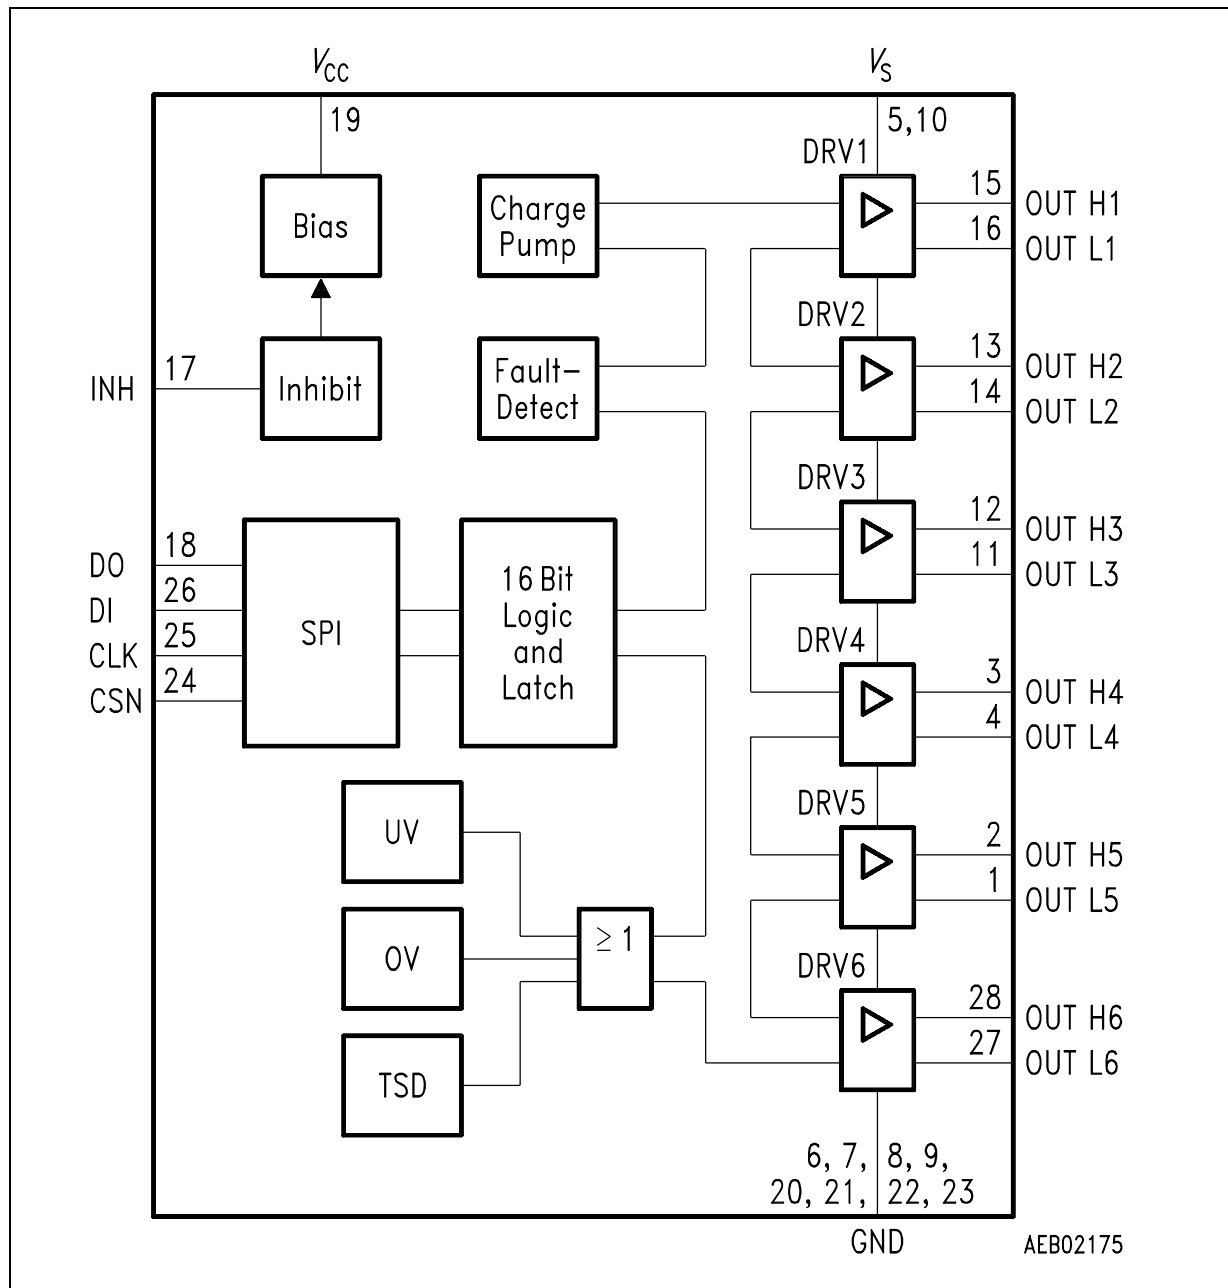 VCC
VS
19
5,10
DRV1
Bias
Charge
Pump
15
OUT H1
16
OUT L1
DRV2
INH
17
Inhibit
Fault-
Detect
13
OUT H2
14
OUT L2
DRV3
12
OUT H3
11
OUT L3
DO
18
DI
26
CLK
25
CSN
24
SPI
16 Bit
Logic
and
Latch
DRV4
3
OUT H4
4
OUT L4
UV
DRV5
2
OUT H5
1
OUT L5
OV
≥ 1
DRV6
28
OUT H6
27
OUT L6
TSD
6, 7, 8, 9,
20, 21, 22, 23
GND
AEB02175